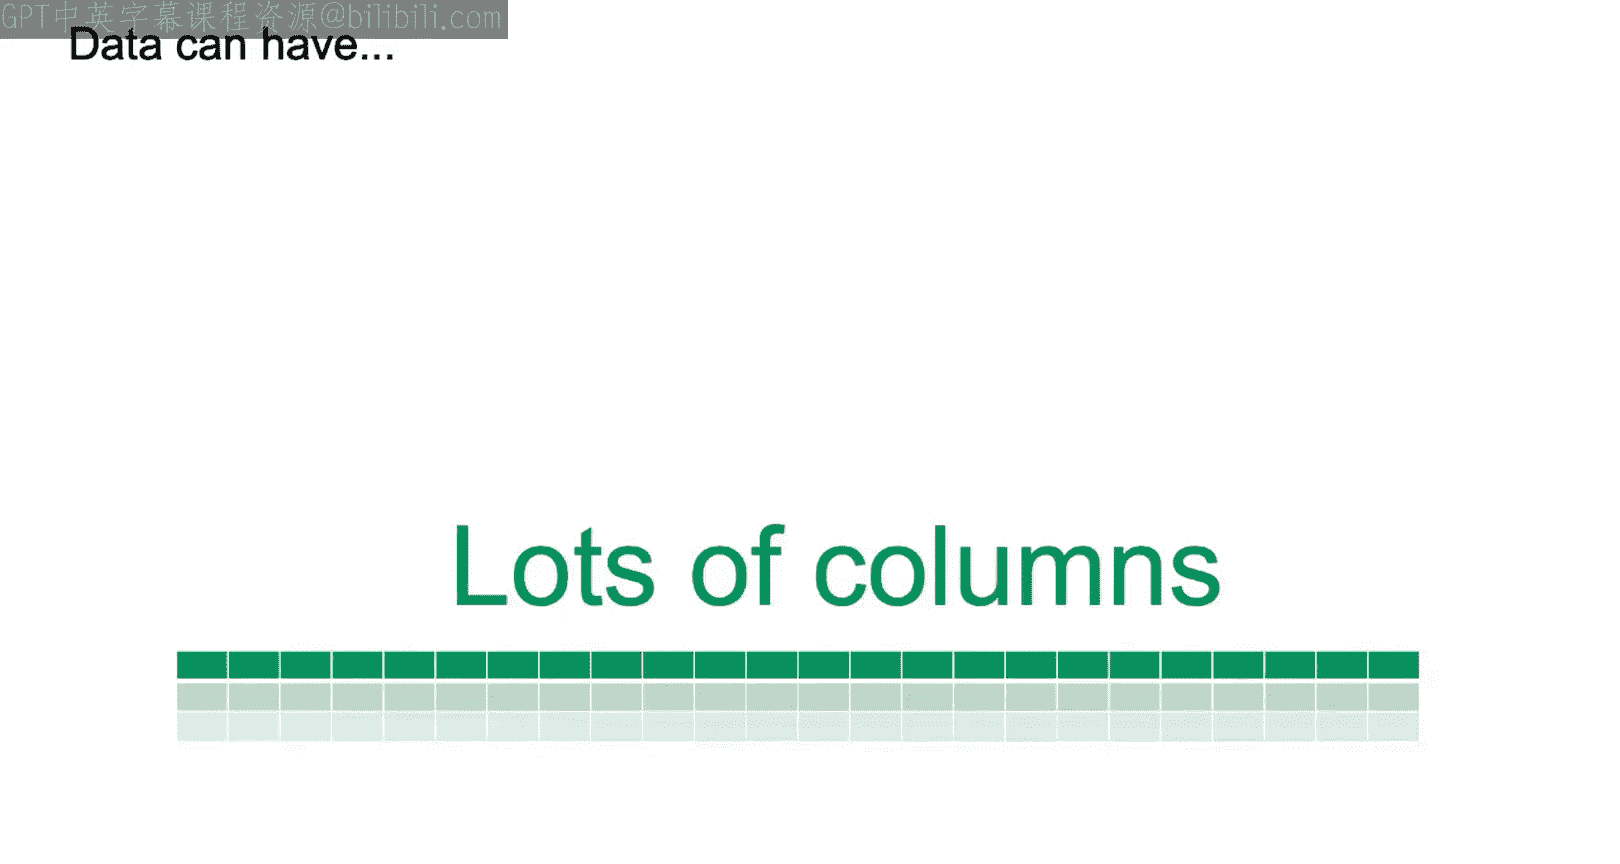 GPT中英字幕课程资源@bilibili.com
Data can have...
Lots of columns